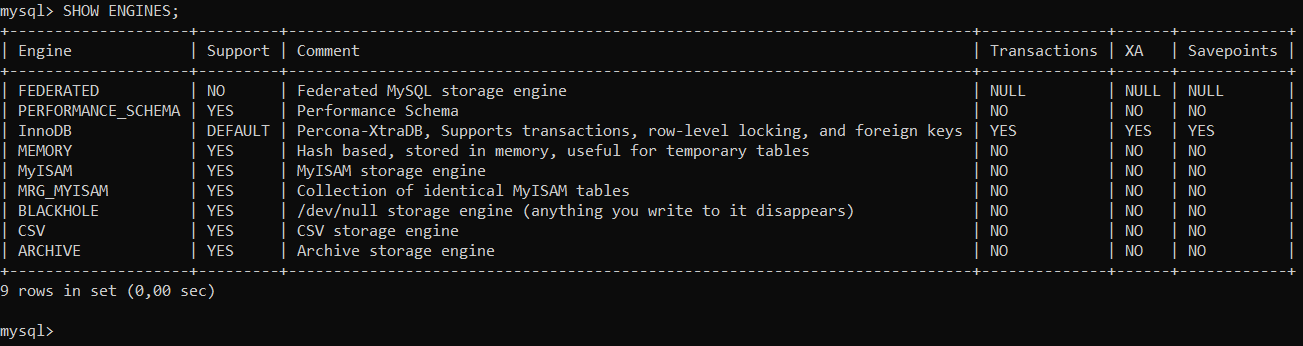 mysql> SHOW ENGINES;
+--------------------+---------+----------------------------------------------------------------------------+--------------+------+------------+
| Engine             | Support | Comment                                                                    | Transactions | XA   | Savepoints |
+--------------------+---------+----------------------------------------------------------------------------+--------------+------+------------+
| FEDERATED          | NO      | Federated MySQL storage engine                                             | NULL         | NULL | NULL       |
| PERFORMANCE_SCHEMA | YES     | Performance Schema                                                         | NO           | NO   | NO         |
| InnoDB             | DEFAULT | Percona-XtraDB, Supports transactions, row-level locking, and foreign keys | YES          | YES  | YES        |
| MEMORY             | YES     | Hash based, stored in memory, useful for temporary tables                  | NO           | NO   | NO         |
| MyISAM             | YES     | MyISAM storage engine                                                      | NO           | NO   | NO         |
| MRG_MYISAM         | YES     | Collection of identical MyISAM tables                                      | NO           | NO   | NO         |
| BLACKHOLE          | YES     | /dev/null storage engine (anything you write to it disappears)             | NO           | NO   | NO         |
| CSV                | YES     | CSV storage engine                                                         | NO           | NO   | NO         |
| ARCHIVE            | YES     | Archive storage engine                                                     | NO           | NO   | NO         |
+--------------------+---------+----------------------------------------------------------------------------+--------------+------+------------+
9 rows in set (0,00 sec)
mysql>